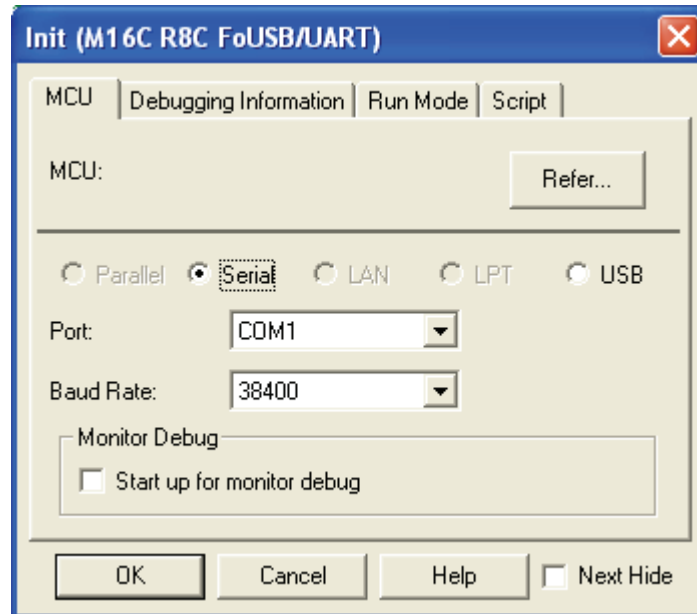 Init (M16C R8C FoUSB/UART)
MCU Debugging Information Run Mode Script
MCU: Refer...
Parallel Serial LAN LPT USB
Port: COM1
Baud Rate: 38400
Monitor Debug
Start up for monitor debug
OK Cancel Help Next Hide